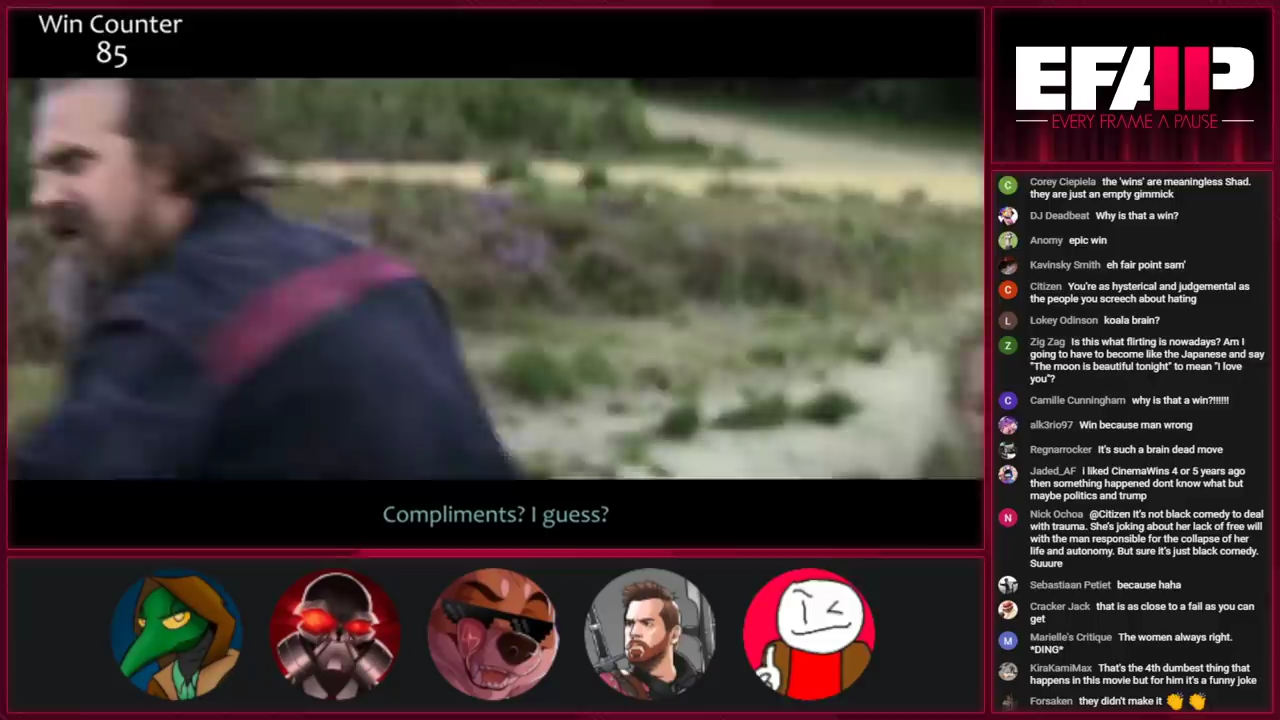 Win Counter
85
Compliments? I guess?
EFAP
EVERY FRAME A PAUSE
C
Corey Ciepiela the 'wins' are meaningless Shad.
they are just an empty gimmick
DJ Deadbeat Why is that a win?
Anomy epic win
Kavinsky Smith eh fair point sam'
C
Citizen You're as hysterical and judgemental as
the people you screech about hating
L
Lokey Odinson koala brain?
Z
Zig Zag Is this what flirting is nowadays? Am I
going to have to become like the Japanese and say
"The moon is beautiful tonight" to mean "I love
you"?
C
Camille Cunningham why is that a win?!!!!!!
alk3rio97 Win because man wrong
Regnarrocker It's such a brain dead move
Jaded_AF i liked CinemaWins 4 or 5 years ago
then something happened dont know what but
maybe politics and trump
N
Nick Ochoa @Citizen It's not black comedy to deal
with trauma. She's joking about her lack of free will
with the man responsible for the collapse of her
life and autonomy. But sure it's just black comedy.
Suuure
Sebastiaan Petiet because haha
Cracker Jack that is as close to a fail as you can
get
M
Marielle's Critique The women always right.
*DING*
KiraKamiMax That's the 4th dumbest thing that
happens in this movie but for him it's a funny joke
Forsaken they didn't make it 👏 👏